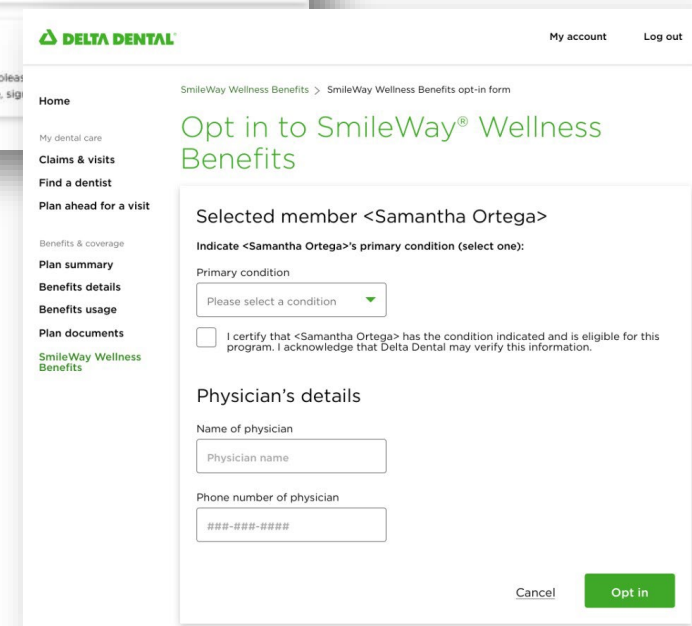 pleas
, sig
DELTA DENTAL
My account
Log out
Home
My dental care
Claims & visits
Find a dentist
Plan ahead for a visit
Benefits & coverage
Plan summary
Benefits details
Benefits usage
Plan documents
SmileWay Wellness
Benefits
SmileWay Wellness Benefits > SmileWay Wellness Benefits opt-in form
Opt in to SmileWay® Wellness
Benefits
Selected member <Samantha Ortega>
Indicate <Samantha Ortega>'s primary condition (select one):
Primary condition
Please select a condition
I certify that <Samantha Ortega> has the condition indicated and is eligible for this
program. I acknowledge that Delta Dental may verify this information.
Physician's details
Name of physician
Physician name
Phone number of physician
###-###-####
Cancel
Opt in